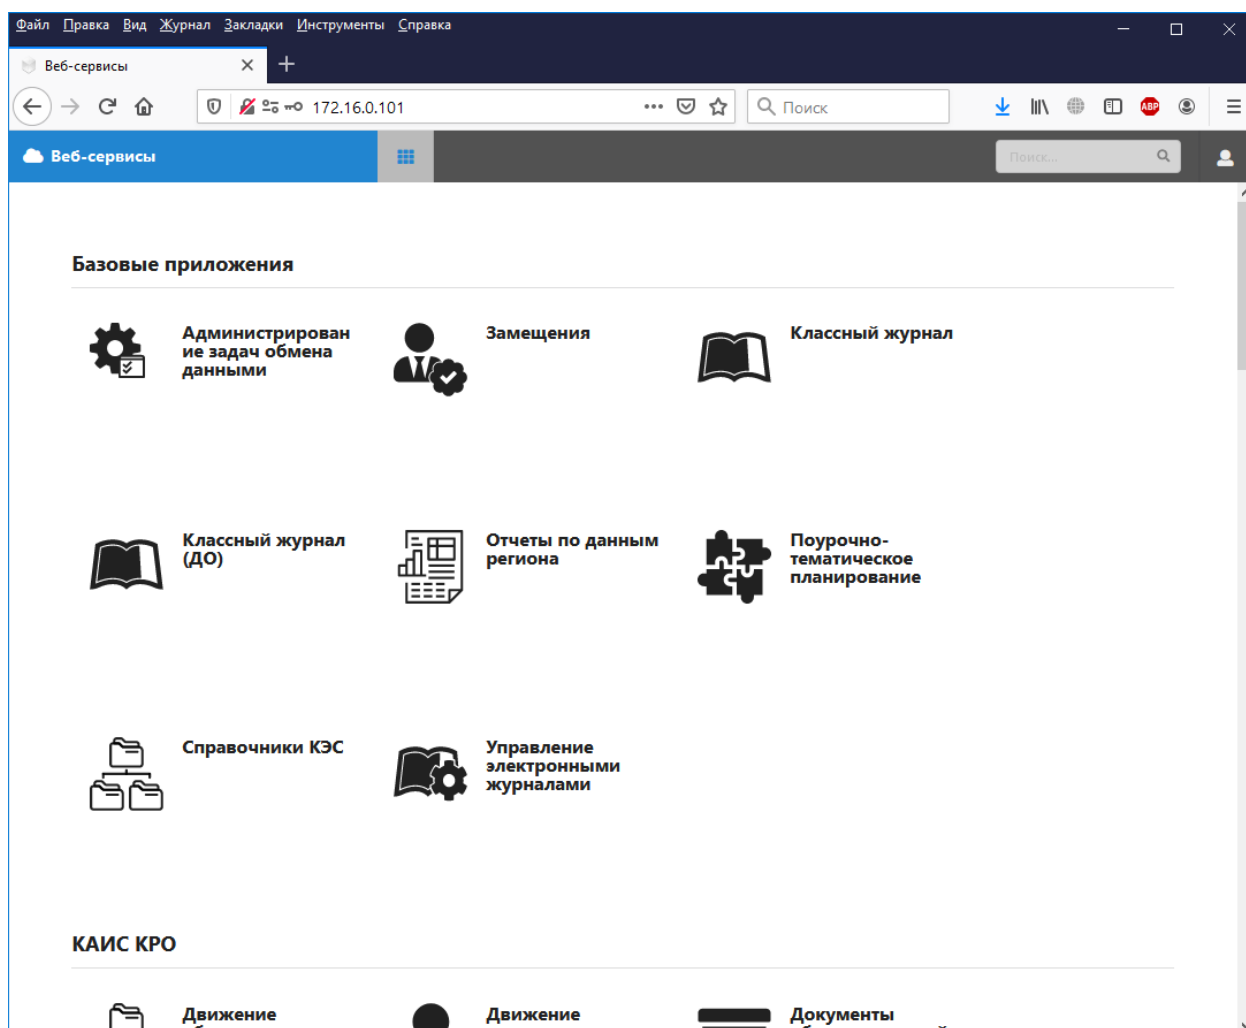 Файл Правка Вид Журнал Закладки Инструменты Справка
Веб-сервисы
172.16.0.101
Поиск
ABP
Веб-сервисы
Поиск...
Базовые приложения
Администрирован
ие задач обмена
данными
Замещения
Классный журнал
Классный журнал
(ДО)
Отчеты по данным
региона
Поурочно-
тематическое
планирование
Справочники КЭС
Управление
электронными
журналами
КАИС КРО
Движение
Движение
Документы